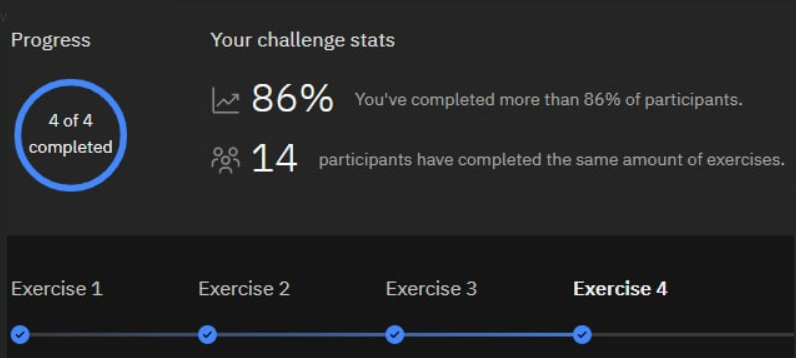 Progress
Your challenge stats
4 of 4
completed
86% You've completed more than 86% of participants.
14 participants have completed the same amount of exercises.
Exercise 1
Exercise 2
Exercise 3
Exercise 4